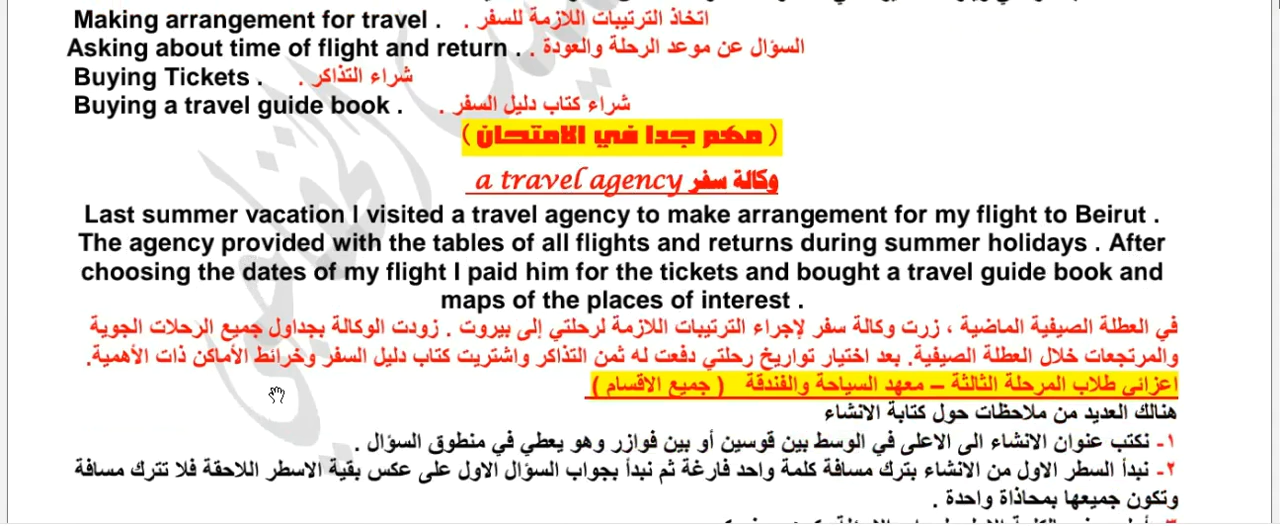 Making arrangement for travel . اتخاذ الترتيبات اللازمة للسفر .
Asking about time of flight and return . . السؤال عن موعد الرحلة والعودة .
Buying Tickets . شراء التذاكر .
Buying a travel guide book . شراء كتاب دليل السفر .
( مهم جدا في الامتحان )
وكالة سفر a travel agency
Last summer vacation I visited a travel agency to make arrangement for my flight to Beirut .
The agency provided with the tables of all flights and returns during summer holidays . After
choosing the dates of my flight I paid him for the tickets and bought a travel guide book and
maps of the places of interest .
في العطلة الصيفية الماضية ، زرت وكالة سفر لإجراء الترتيبات اللازمة لرحلتي إلى بيروت . زودت الوكالة بجداول جميع الرحلات الجوية
والمرتجعات خلال العطلة الصيفية. بعد اختيار تواريخ رحلتي دفعت له ثمن التذاكر واشتريت كتاب دليل السفر وخرائط الأماكن ذات الأهمية.
اعزائي طلاب المرحلة الثالثة – معهد السياحة والفندقة ( جميع الاقسام )
هنالك العديد من ملاحظات حول كتابة الانشاء
١- نكتب عنوان الانشاء الى الاعلى في الوسط بين قوسين أو بين فوازر وهو يعطي في منطوق السؤال .
٢- نبدأ السطر الاول من الانشاء بترك مسافة كلمة واحد فارغة ثم نبدأ بجواب السؤال الاول على عكس بقية الاسطر اللاحقة فلا تترك مسافة
وتكون جميعها بمحاذاة واحدة .